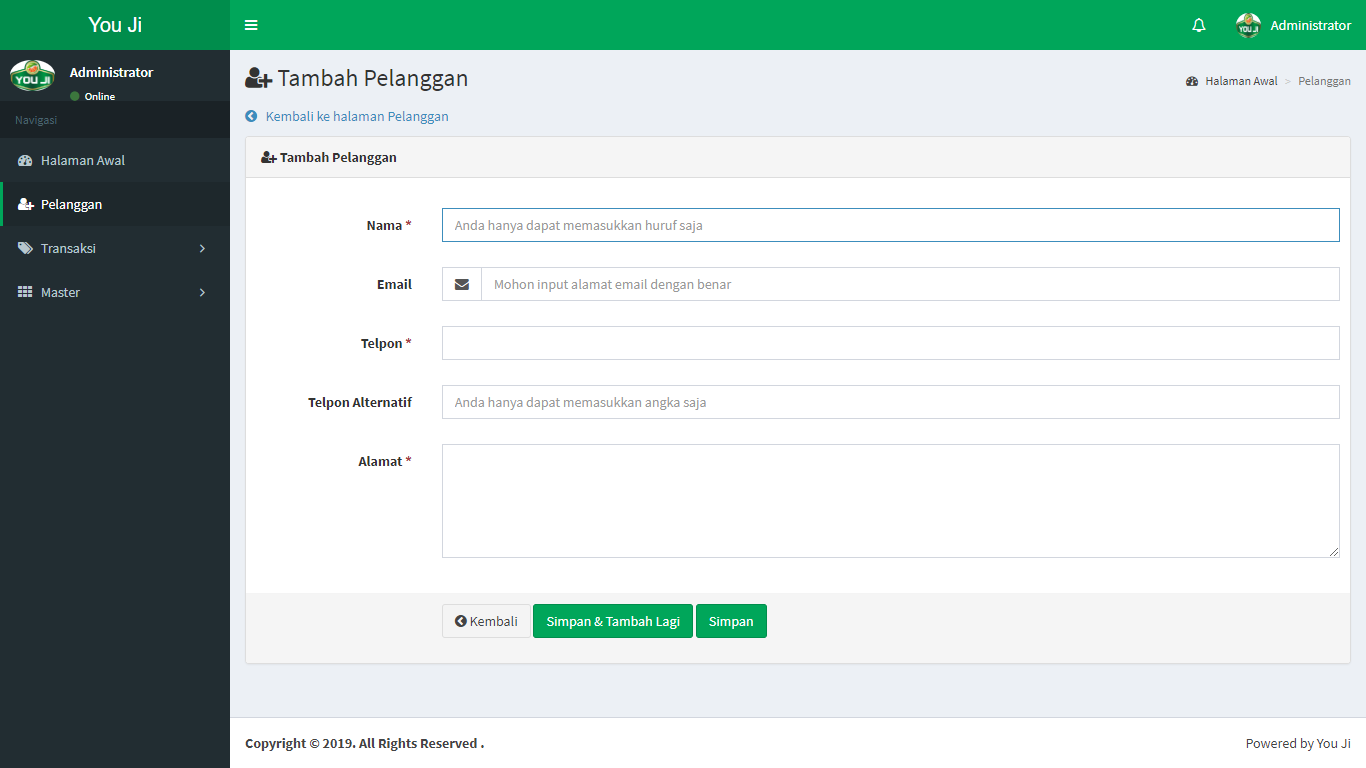 You Ji
Administrator
YOU JI
Administrator
Online
Navigasi
Halaman Awal
Pelanggan
Transaksi
Master
Tambah Pelanggan
Halaman Awal > Pelanggan
Kembali ke halaman Pelanggan
Tambah Pelanggan
Nama * Anda hanya dapat memasukkan huruf saja
Email Mohon input alamat email dengan benar
Telpon *
Telpon Alternatif Anda hanya dapat memasukkan angka saja
Alamat *
Kembali Simpan & Tambah Lagi Simpan
Copyright © 2019. All Rights Reserved .
Powered by You Ji